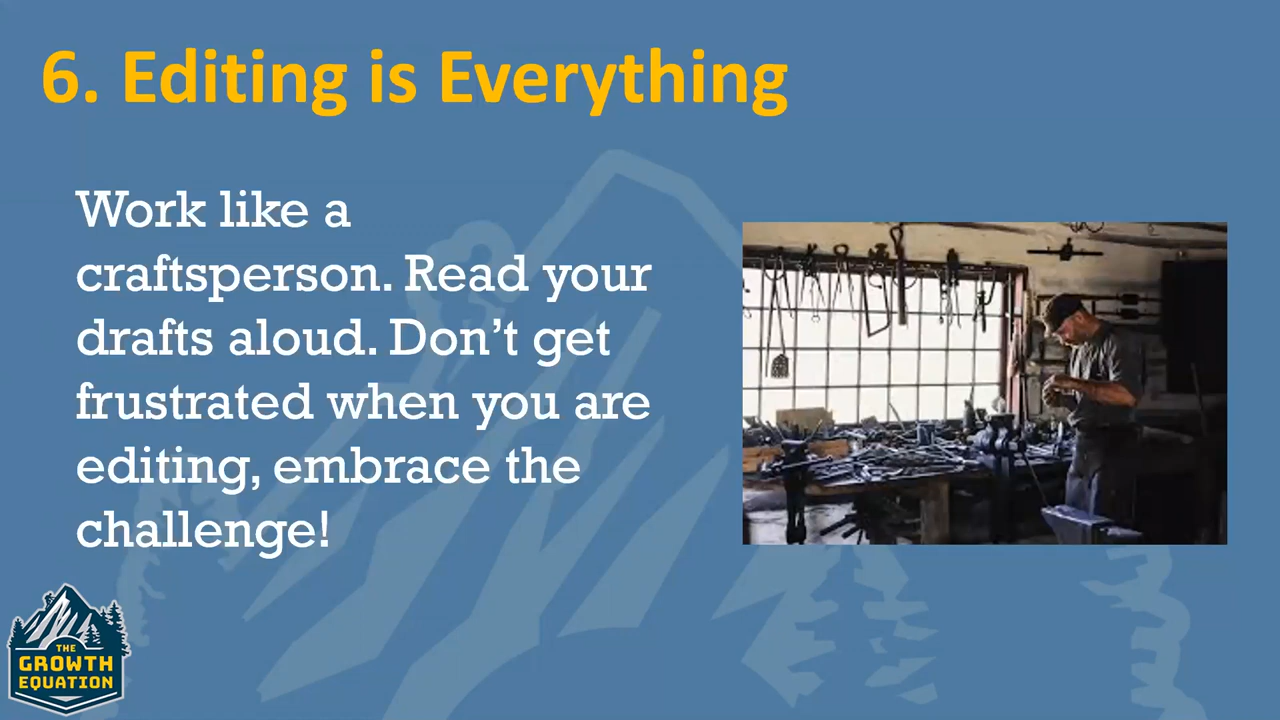 6. Editing is Everything
Work like a
craftsperson. Read your
drafts aloud. Don’t get
frustrated when you are
editing, embrace the
challenge!
THE
GROWTH
EQUATION